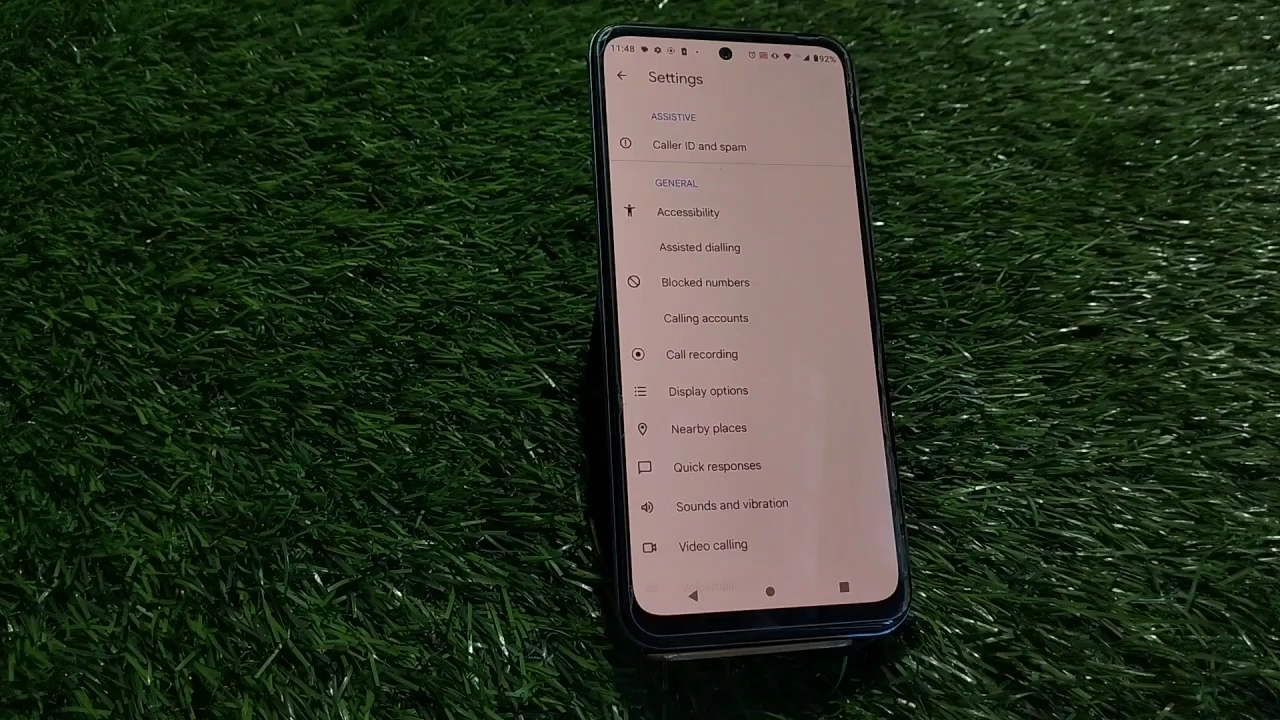 11:48
92%
Settings
ASSISTIVE
Caller ID and spam
GENERAL
Accessibility
Assisted dialling
Blocked numbers
Calling accounts
Call recording
Display options
Nearby places
Quick responses
Sounds and vibration
Video calling
Voicemail